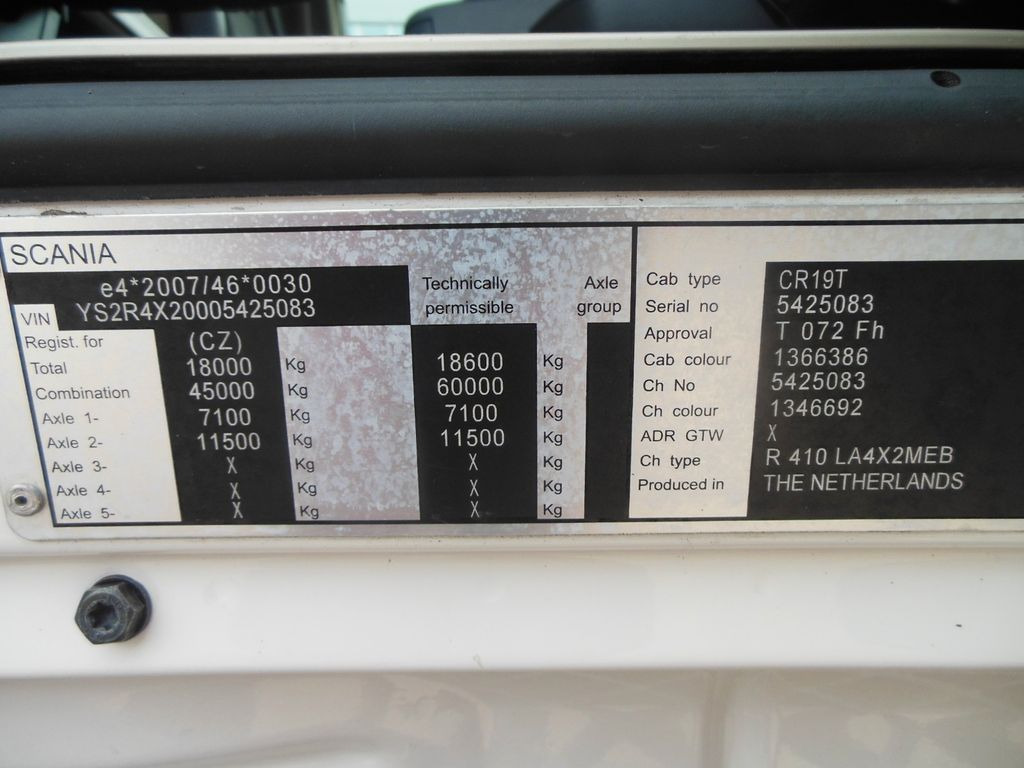 SCANIA
e4*2007/46*0030
VIN YS2R4X20005425083
Technically permissible
Axle group
Regist. for (CZ)
Total 18000 Kg 18600 Kg
Combination 45000 Kg 60000 Kg
Axle 1- 7100 Kg 7100 Kg
Axle 2- 11500 Kg 11500 Kg
Axle 3- X Kg X Kg
Axle 4- X Kg X Kg
Axle 5- X Kg X Kg
Cab type CR19T
Serial no 5425083
Approval T 072 Fh
Cab colour 1366386
Ch No 5425083
Ch colour 1346692
ADR GTW X
Ch type R 410 LA4X2MEB
Produced in THE NETHERLANDS